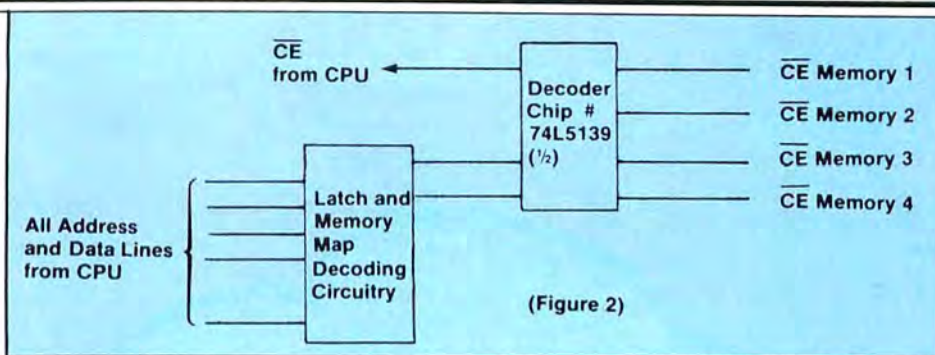 CE
from CPU
Decoder
Chip #
74L5139
(½)
CE Memory 1
CE Memory 2
CE Memory 3
CE Memory 4
All Address
and Data Lines
from CPU
Latch and
Memory
Map
Decoding
Circuitry
(Figure 2)